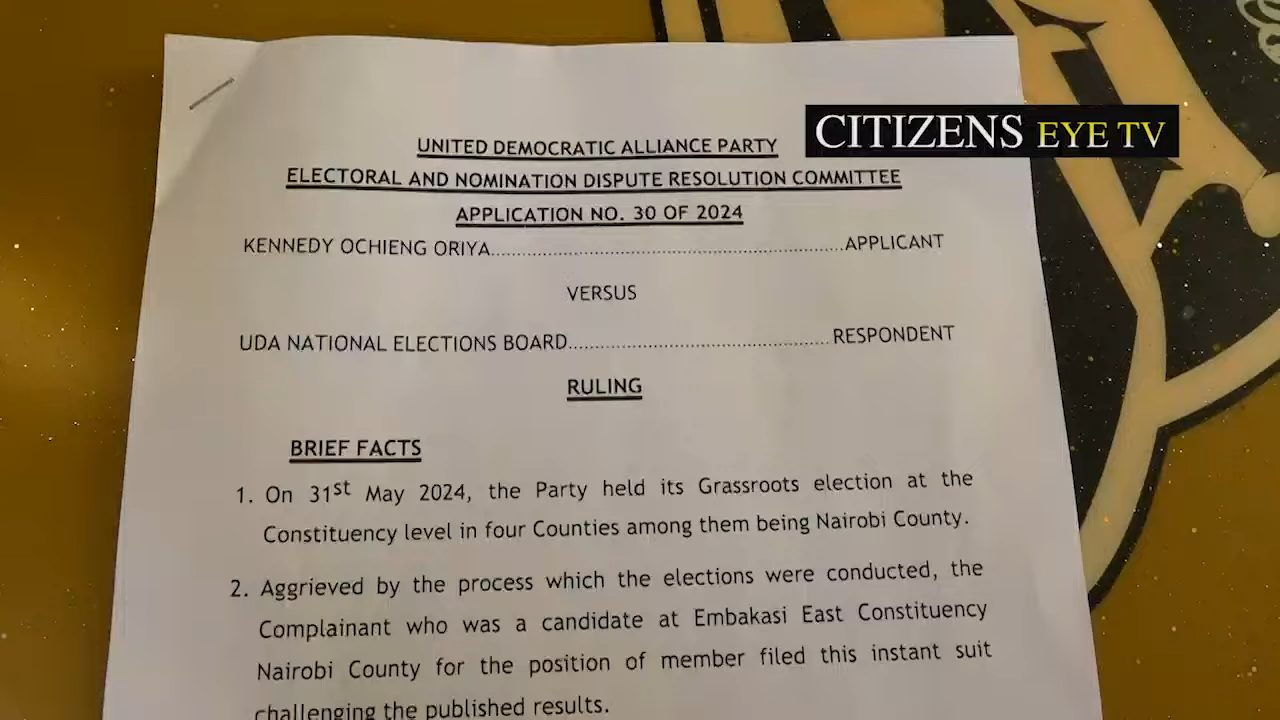 CITIZENS EYE TV
UNITED DEMOCRATIC ALLIANCE PARTY
ELECTORAL AND NOMINATION DISPUTE RESOLUTION COMMITTEE
APPLICATION NO. 30 OF 2024
KENNEDY OCHIENG ORIYA..............................................................APPLICANT
VERSUS
UDA NATIONAL ELECTIONS BOARD..............................................RESPONDENT
RULING
BRIEF FACTS
1. On 31st May 2024, the Party held its Grassroots election at the
Constituency level in four Counties among them being Nairobi County.
2. Aggrieved by the process which the elections were conducted, the
Complainant who was a candidate at Embakasi East Constituency
Nairobi County for the position of member filed this instant suit
challenging the published results.